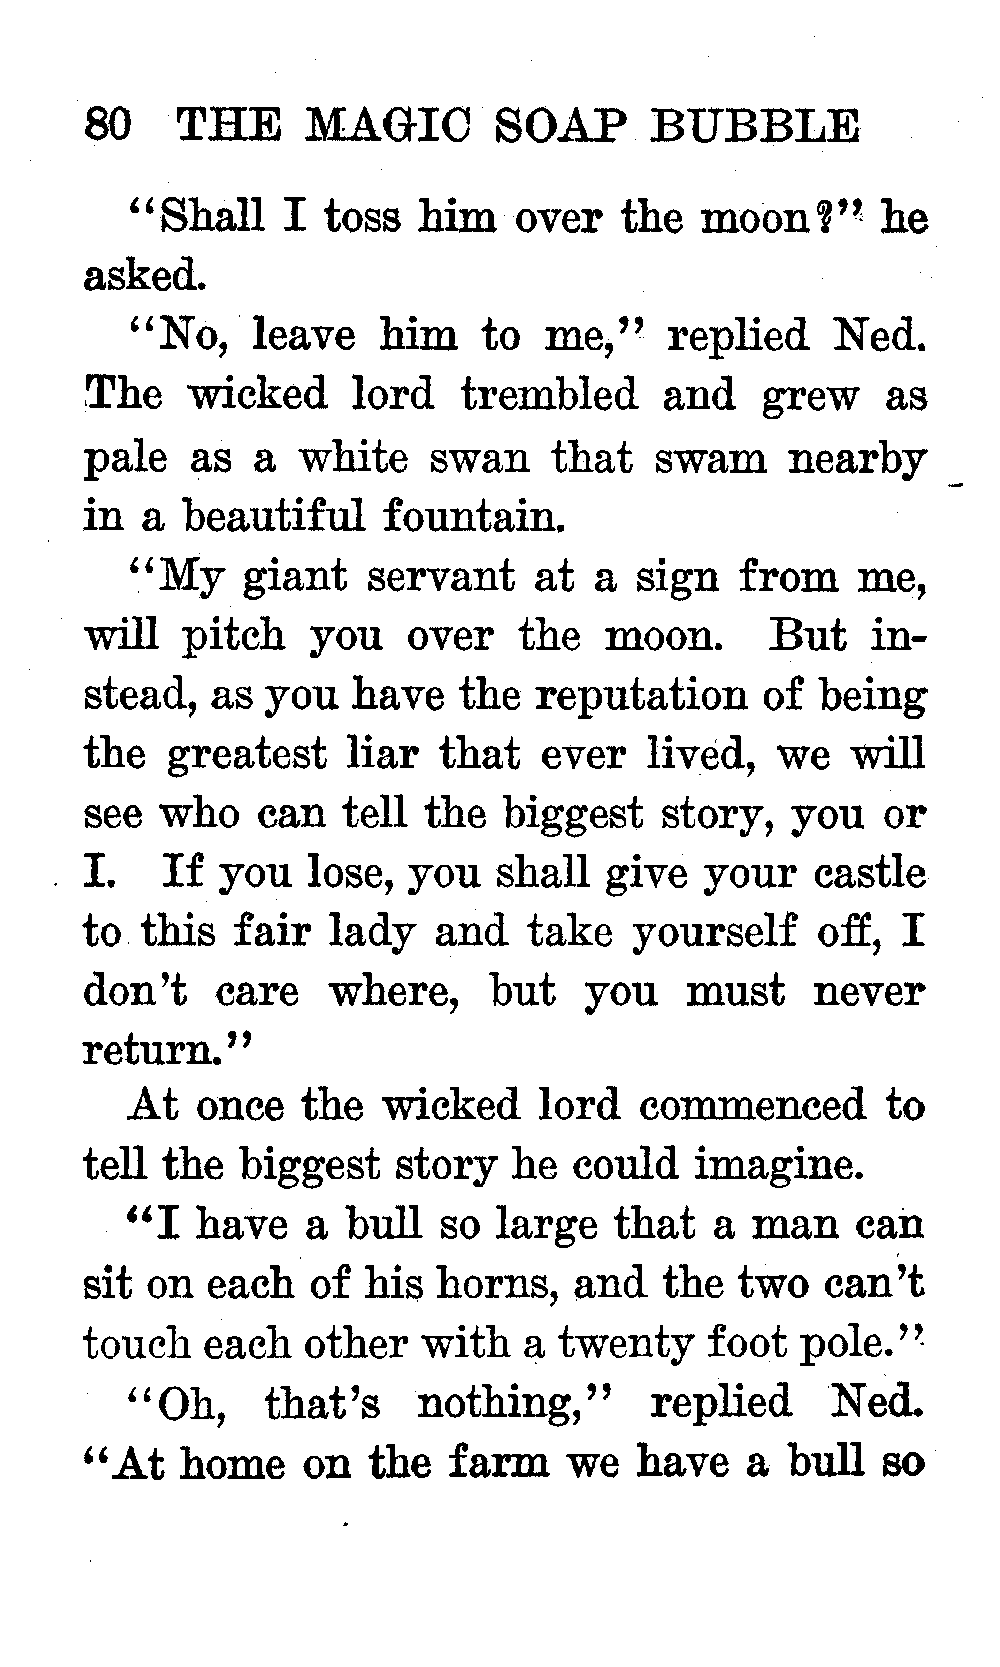 80 THE MAGIC SOAP BUBBLE
"Shall I toss him over the moon?" he
asked.
"No, leave him to me," replied Ned.
The wicked lord trembled and grew as
pale as a white swan that swam nearby
in a beautiful fountain.
"My giant servant at a sign from me,
will pitch you over the moon. But in-
stead, as you have the reputation of being
the greatest liar that ever lived, we will
see who can tell the biggest story, you or
I. If you lose, you shall give your castle
to this fair lady and take yourself off, I
don't care where, but you must never
return."
At once the wicked lord commenced to
tell the biggest story he could imagine.
"I have a bull so large that a man can
sit on each of his horns, and the two can't
touch each other with a twenty foot pole."
"Oh, that's nothing," replied Ned.
"At home on the farm we have a bull so